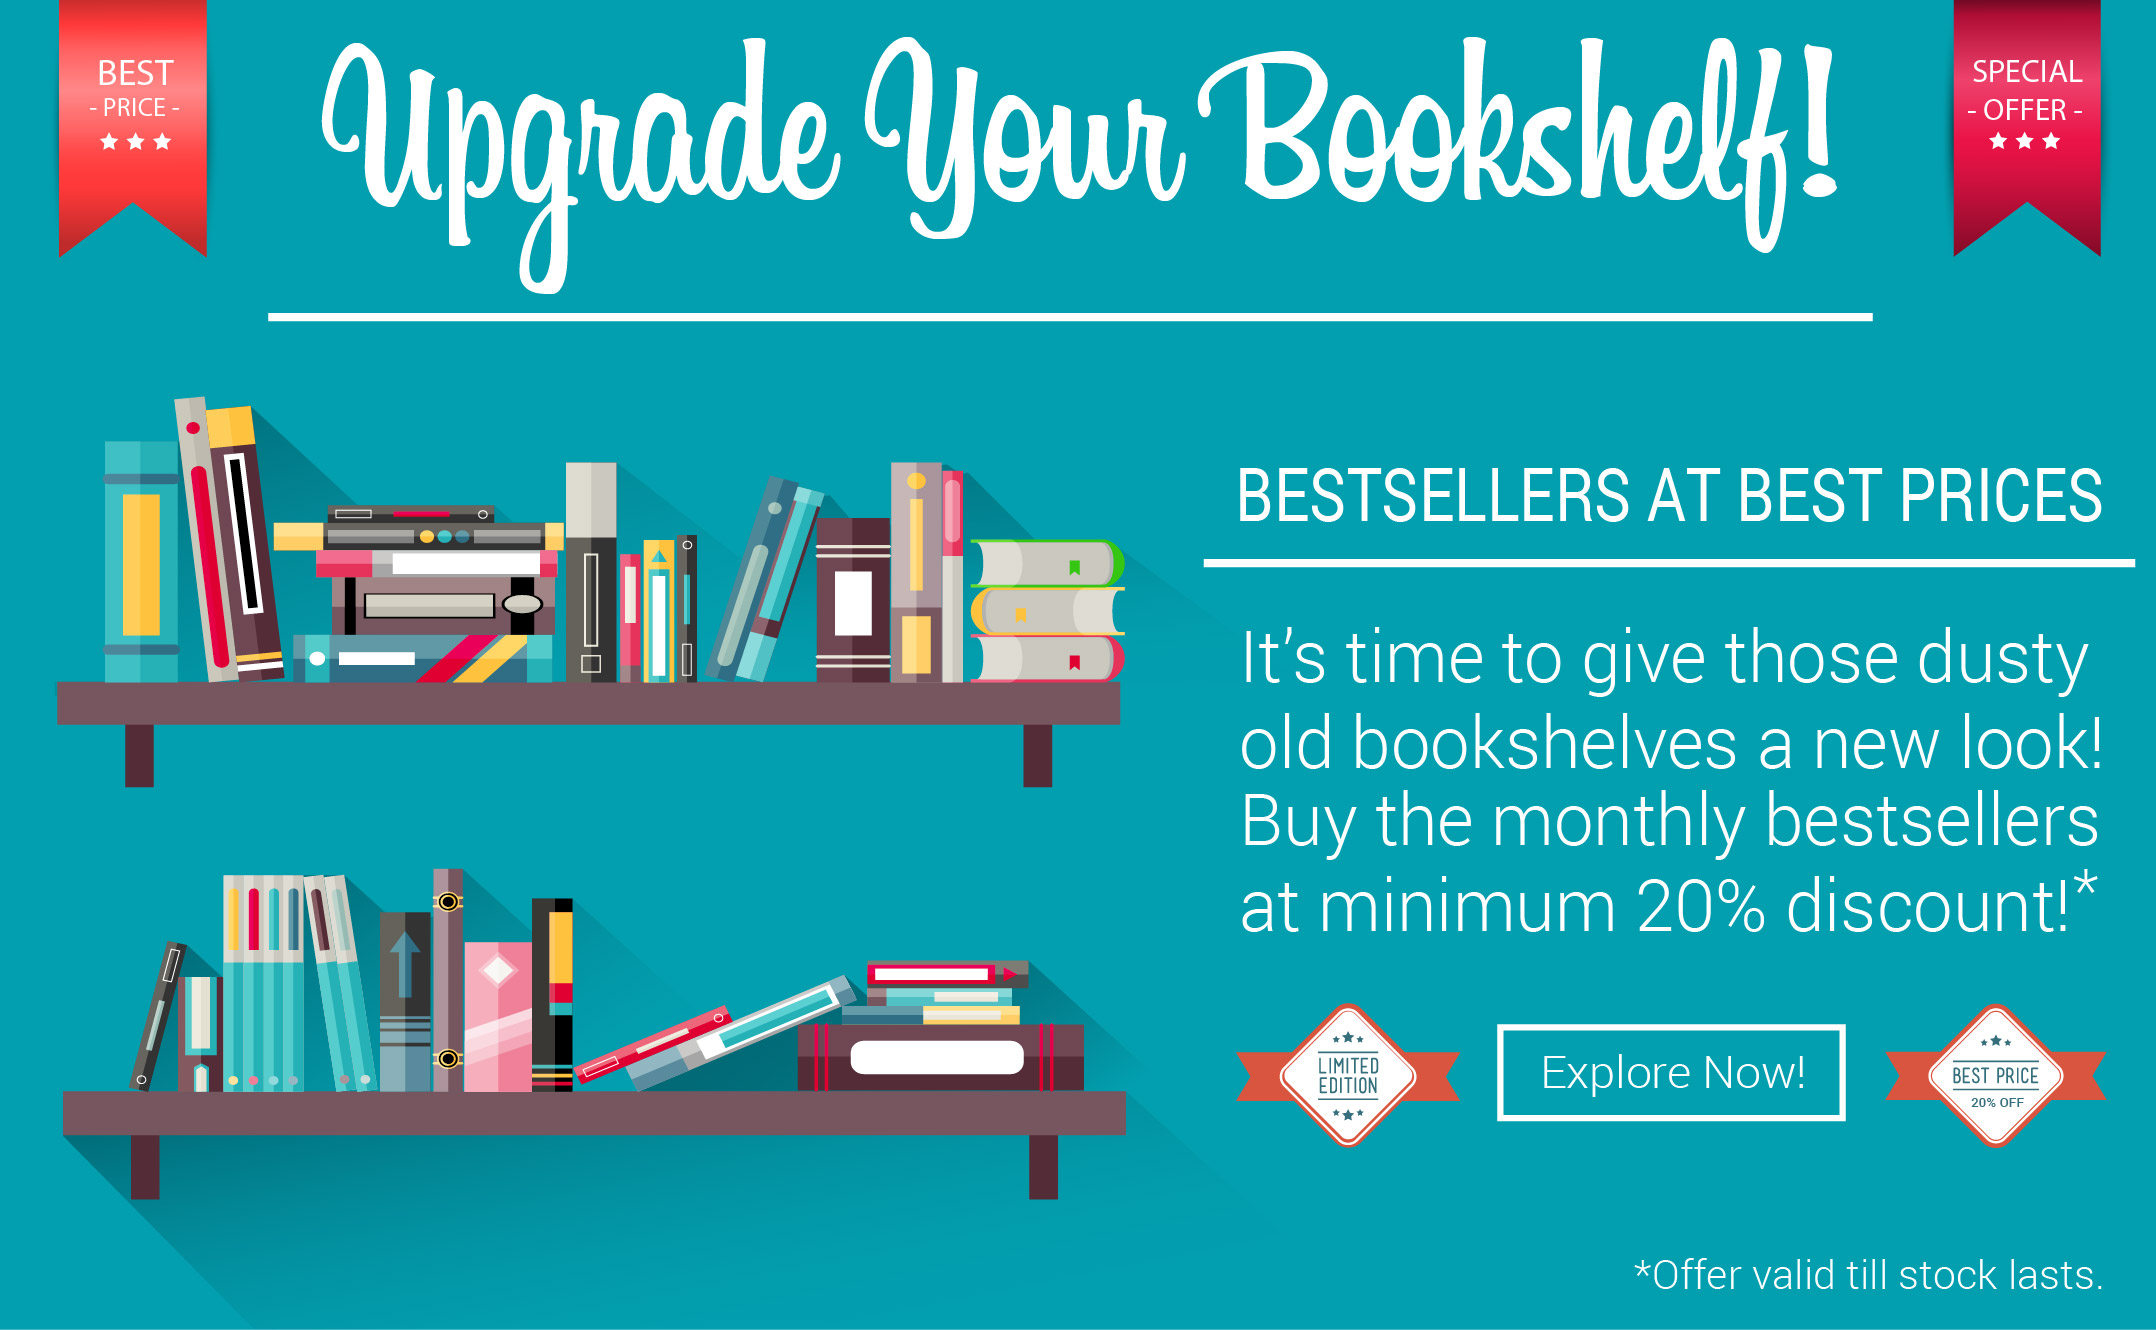 BEST
- PRICE -
Upgrade Your Bookshelf!
SPECIAL
- OFFER -
BESTSELLERS AT BEST PRICES
It’s time to give those dusty
old bookshelves a new look!
Buy the monthly bestsellers
at minimum 20% discount!*
LIMITED
EDITION
Explore Now!
BEST PRICE
20% OFF
*Offer valid till stock lasts.